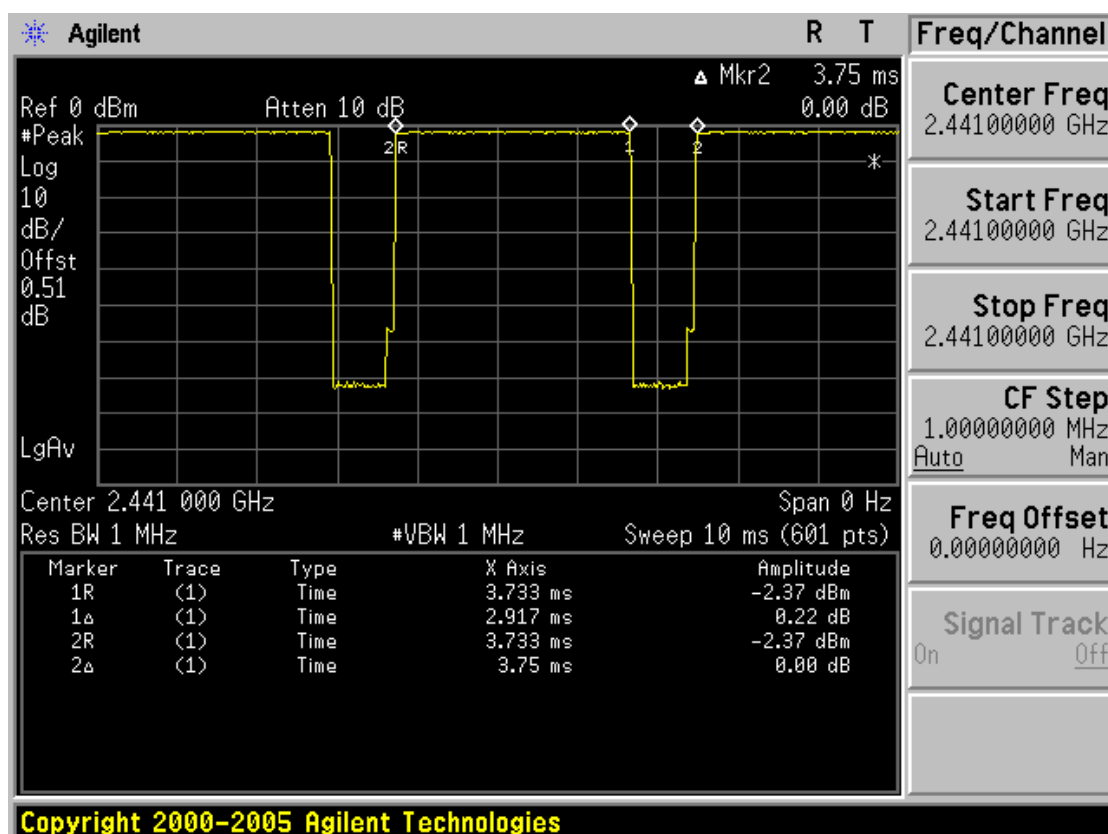 Agilent R T
Freq/Channel
Δ Mkr2 3.75 ms
Ref 0 dBm Atten 10 dB 0.00 dB
#Peak
Log
10
dB/
Offst
0.51
dB
LgAv
2R
1
2
*
Center 2.441 000 GHz Span 0 Hz
Res BW 1 MHz #VBW 1 MHz Sweep 10 ms (601 pts)
Marker Trace Type X Axis Amplitude
1R (1) Time 3.733 ms -2.37 dBm
1Δ (1) Time 2.917 ms 0.22 dB
2R (1) Time 3.733 ms -2.37 dBm
2Δ (1) Time 3.75 ms 0.00 dB
Center Freq
2.44100000 GHz
Start Freq
2.44100000 GHz
Stop Freq
2.44100000 GHz
CF Step
1.00000000 MHz
Auto Man
Freq Offset
0.00000000 Hz
Signal Track
On Off
Copyright 2000-2005 Agilent Technologies